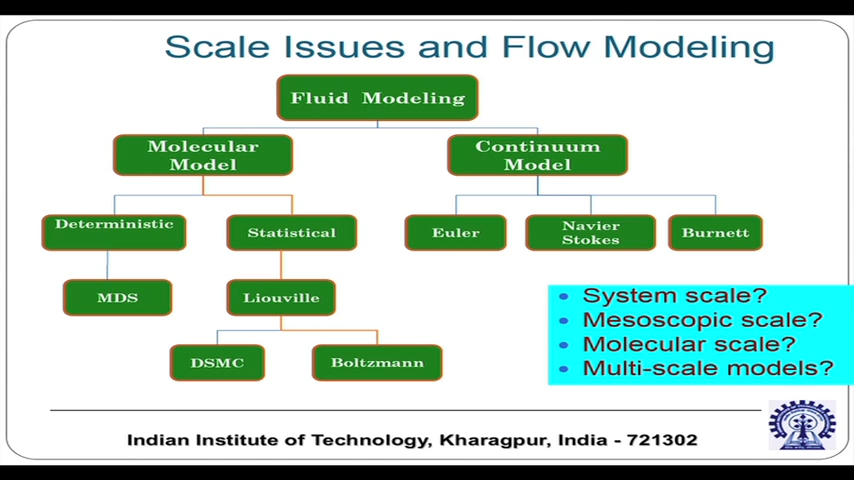 Scale Issues and Flow Modeling
Fluid Modeling
Molecular
Model
Continuum
Model
Deterministic
Statistical
Euler
Navier
Stokes
Burnett
MDS
Liouville
DSMC
Boltzmann
• System scale?
• Mesoscopic scale?
• Molecular scale?
• Multi-scale models?
Indian Institute of Technology, Kharagpur, India - 721302